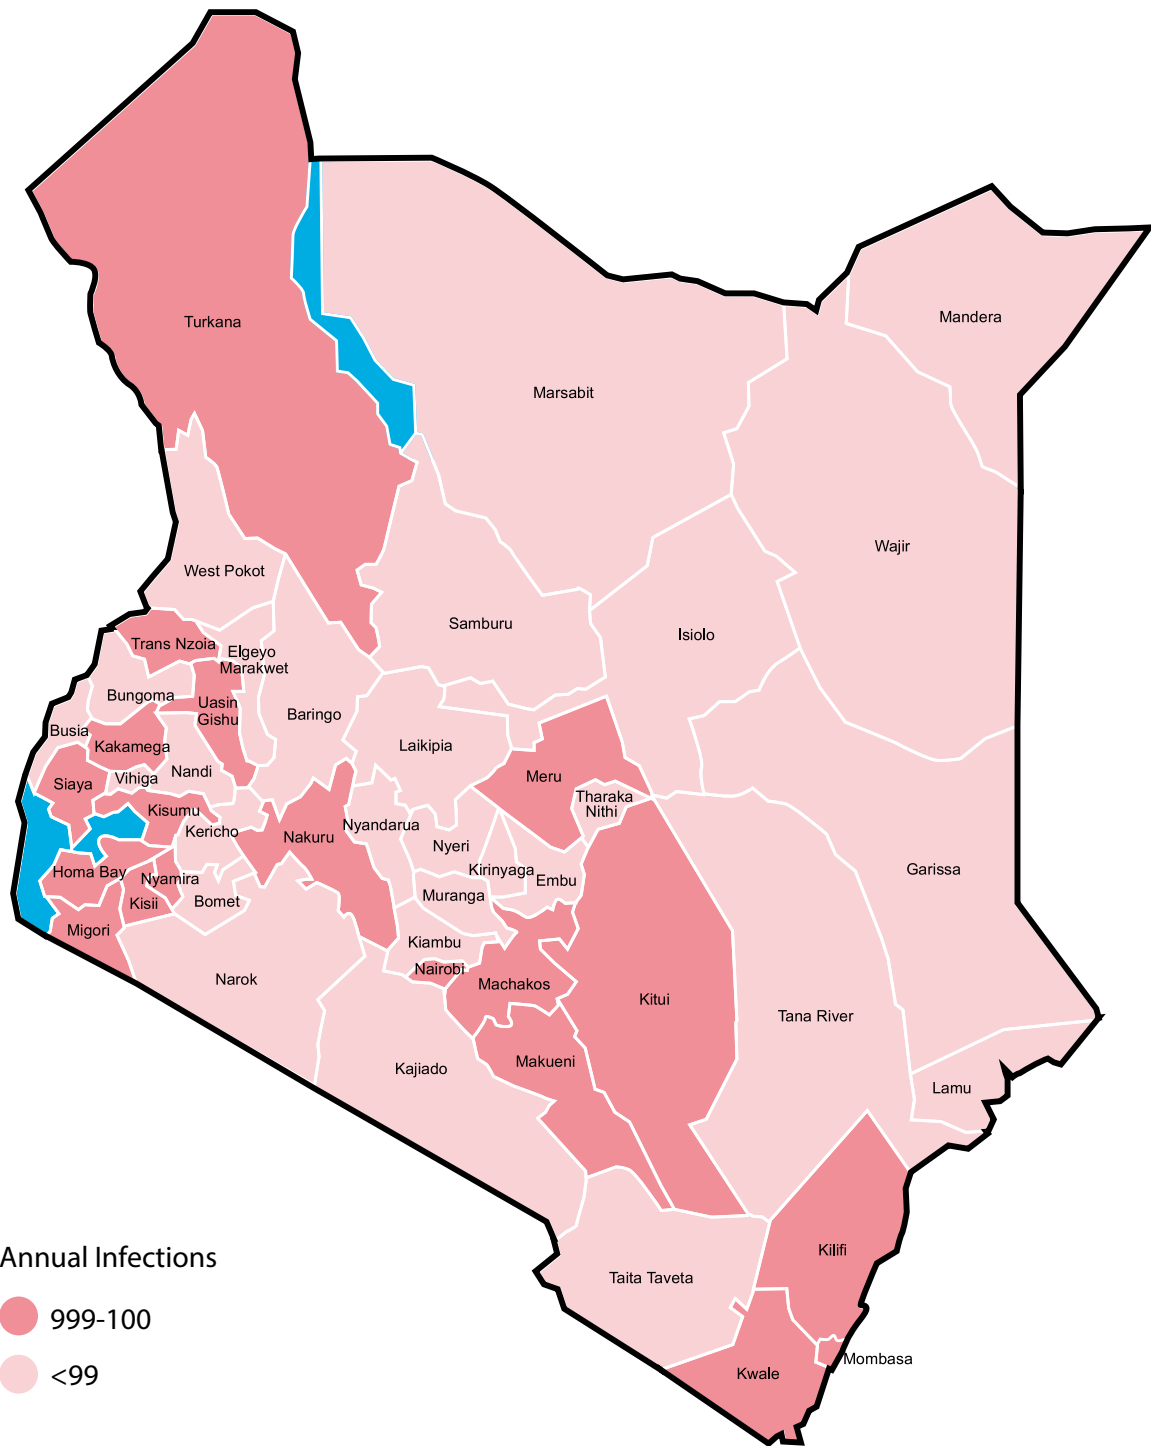 Turkana
Mandera
Marsabit
Wajir
West Pokot
Samburu
Isiolo
Trans Nzoia
Elgeyo
Marakwet
Bungoma
Uasin
Gishu
Baringo
Busia
Kakamega
Laikipia
Nandi
Vihiga
Siaya
Meru
Tharaka
Nithi
Kisumu
Kericho
Nakuru
Nyandarua
Nyeri
Kirinyaga
Embu
Garissa
Homa Bay
Nyamira
Kisii
Bomet
Muranga
Migori
Kiambu
Nairobi
Narok
Machakos
Kitui
Tana River
Makueni
Kajiado
Lamu
Kilifi
Taita Taveta
Mombasa
Kwale
Annual Infections
999-100
<99